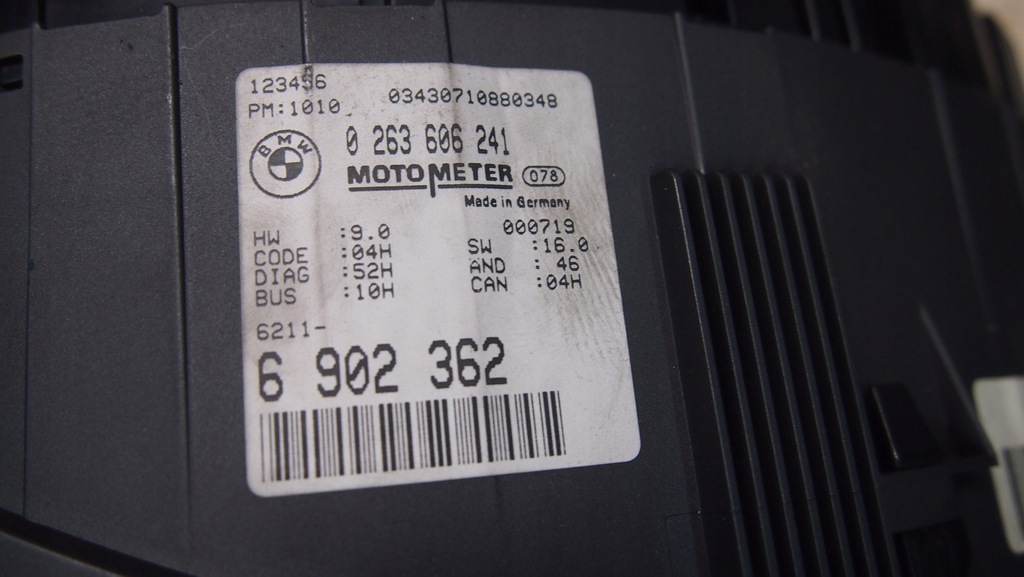 123456
PM:1010 03430710880348
BMW 0 263 606 241
MOTOMETER 078
Made in Germany
000719
HW :9.0 SW :16.0
CODE :04H AND : 46
DIAG :52H CAN :04H
BUS :10H
6211-
6 902 362